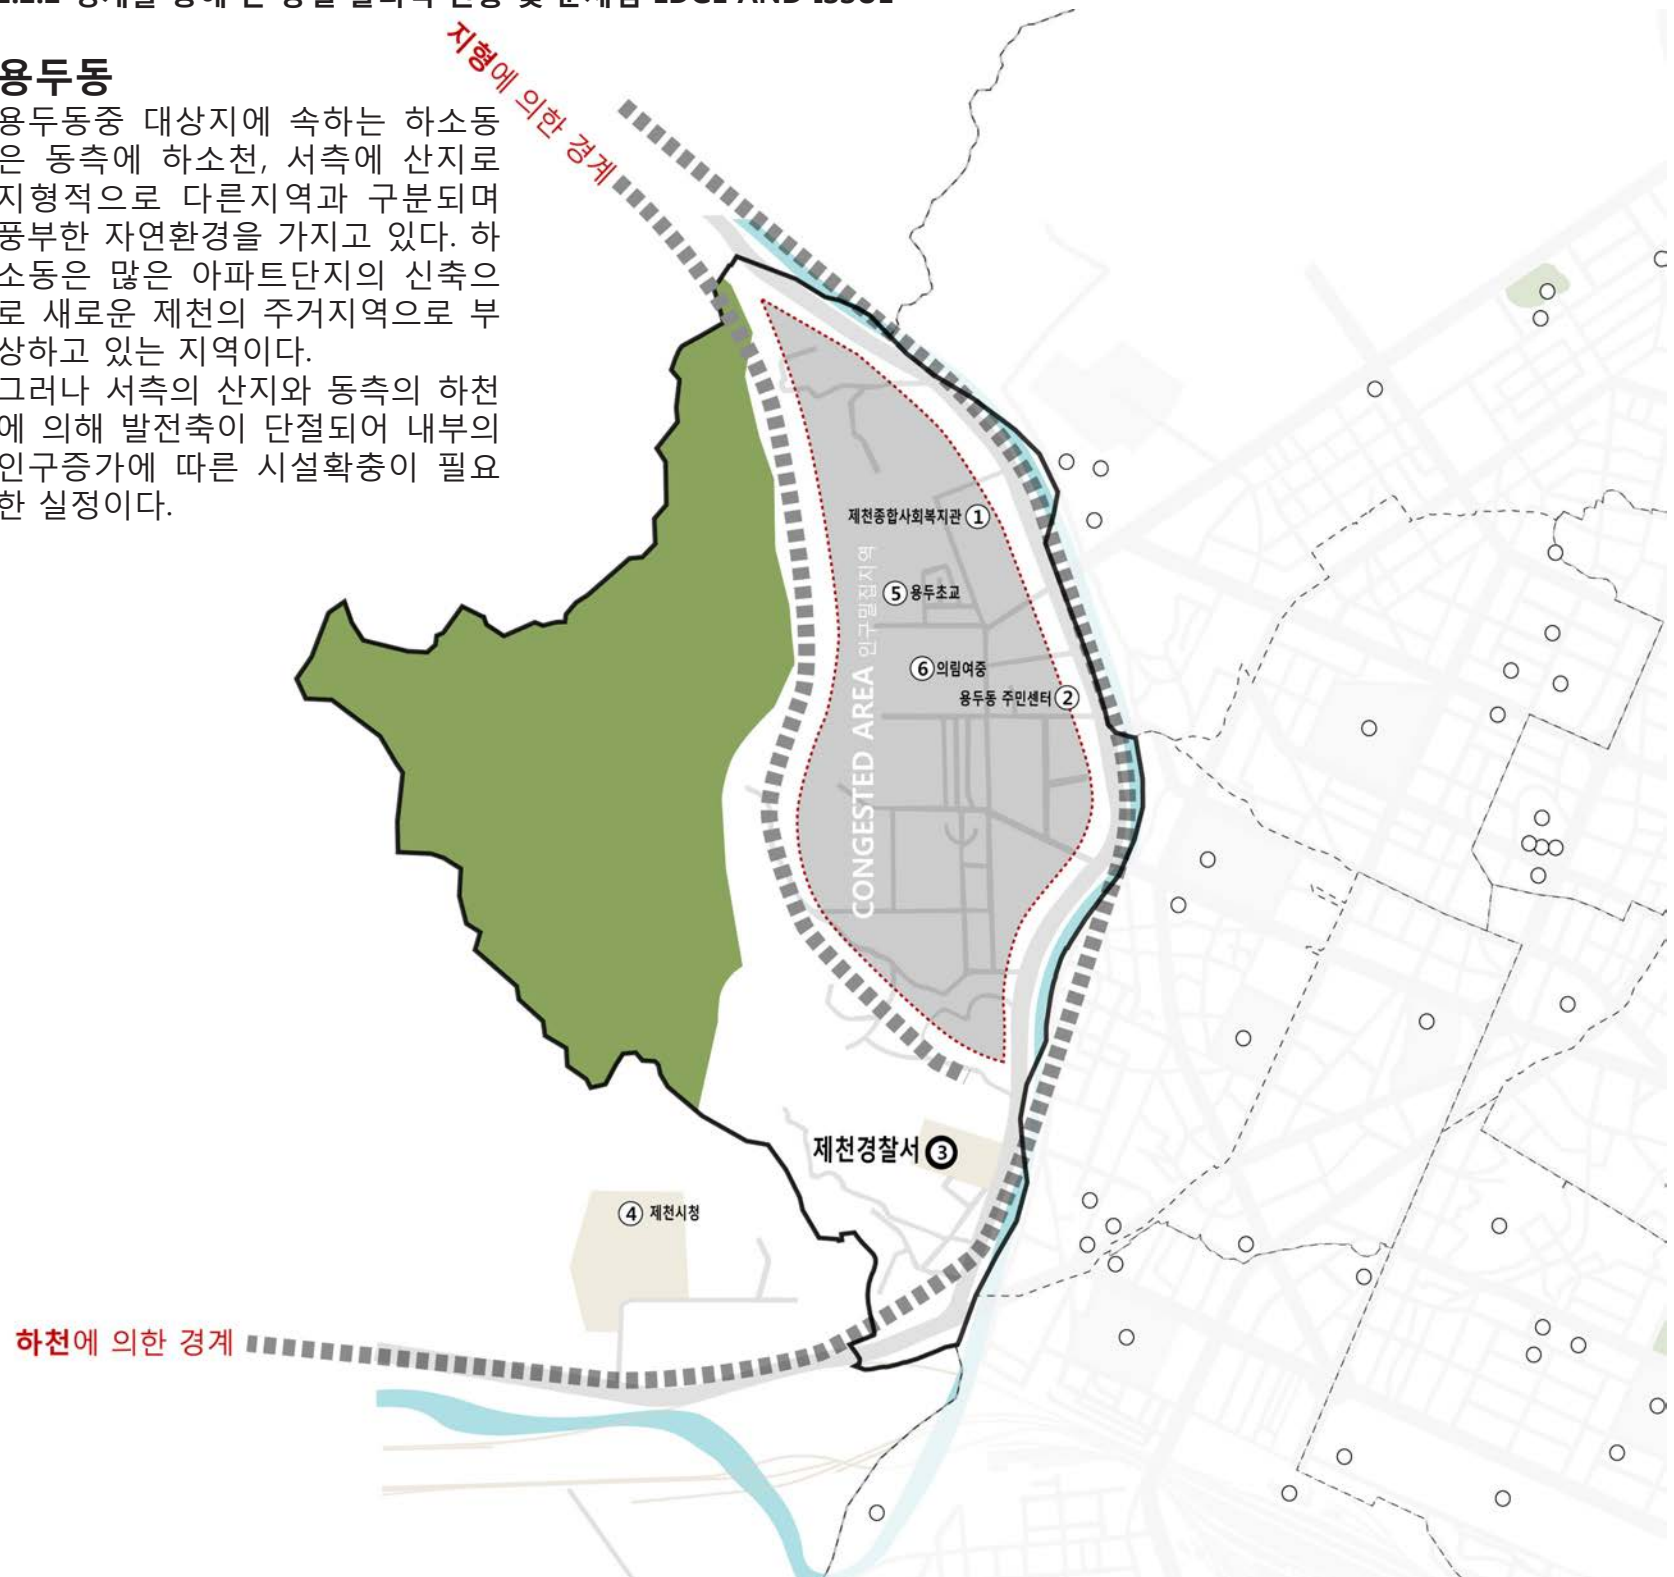 EDGE AND ISSUE
용두동
용두동중 대상지에 속하는 하소동
은 동측에 하소천, 서측에 산지로
지형적으로 다른지역과 구분되며
풍부한 자연환경을 가지고 있다. 하
소동은 많은 아파트단지의 신축으
로 새로운 제천의 주거지역으로 부
상하고 있는 지역이다.
그러나 서측의 산지와 동측의 하천
에 의해 발전축이 단절되어 내부의
인구증가에 따른 시설확충이 필요
한 실정이다.
지형에 의한 경계
제천종합사회복지관 1
5 용두초교
6 의림여중
용두동 주민센터 2
CONGESTED AREA 인구밀집지역
제천경찰서 3
4 제천시청
하천에 의한 경계